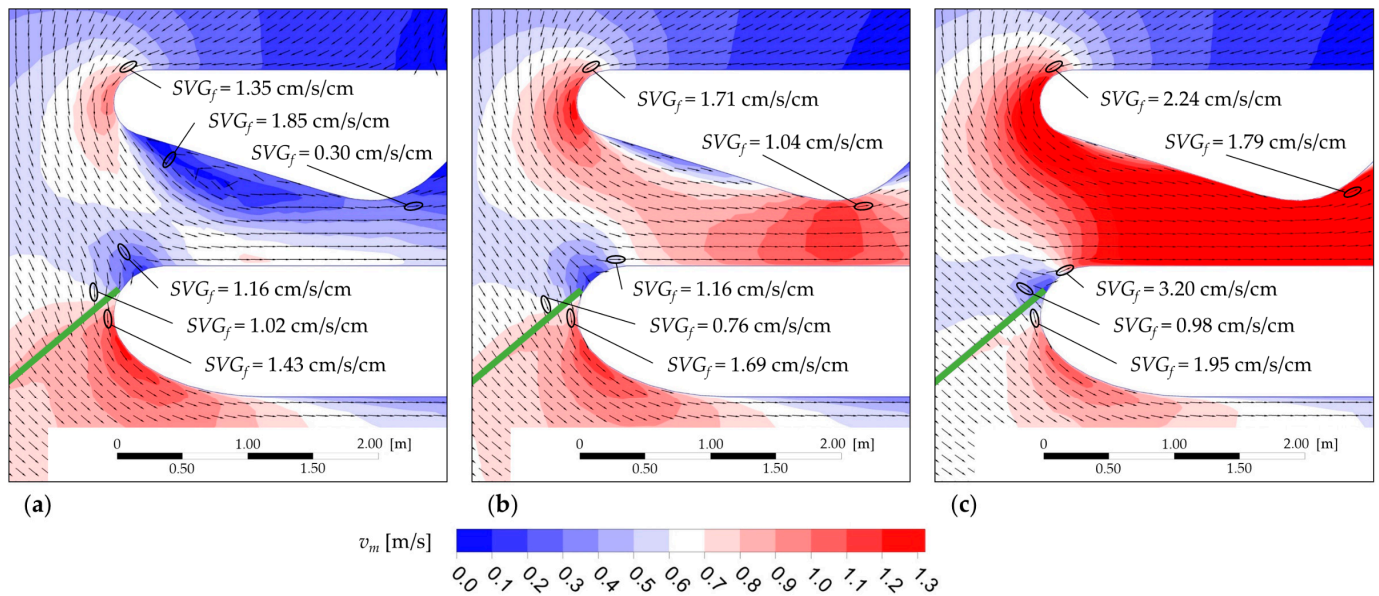 SVGf = 1.35 cm/s/cm
SVGf = 1.85 cm/s/cm
SVGf = 0.30 cm/s/cm
SVGf = 1.16 cm/s/cm
SVGf = 1.02 cm/s/cm
SVGf = 1.43 cm/s/cm
0 1.00 2.00 [m]
0.50 1.50
(a)
SVGf = 1.71 cm/s/cm
SVGf = 1.04 cm/s/cm
SVGf = 1.16 cm/s/cm
SVGf = 0.76 cm/s/cm
SVGf = 1.69 cm/s/cm
0 1.00 2.00 [m]
0.50 1.50
(b)
SVGf = 2.24 cm/s/cm
SVGf = 1.79 cm/s/cm
SVGf = 3.20 cm/s/cm
SVGf = 0.98 cm/s/cm
SVGf = 1.95 cm/s/cm
0 1.00 2.00 [m]
0.50 1.50
(c)
vm [m/s]
0.0 0.1 0.2 0.3 0.4 0.5 0.6 0.7 0.8 0.9 1.0 1.1 1.2 1.3